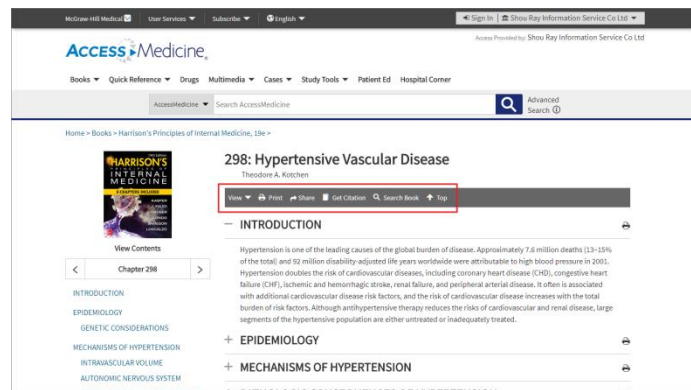 McGraw-Hill Medical User Services Subscribe English Sign In | Shou Ray Information Service Co Ltd
Access Provided by: Shou Ray Information Service Co Ltd
ACCESS Medicine
Books Quick Reference Drugs Multimedia Cases Study Tools Patient Ed Hospital Corner
AccessMedicine Search AccessMedicine Advanced Search
Home > Books > Harrison's Principles of Internal Medicine, 19e >
HARRISON'S
PRINCIPLES OF
INTERNAL
MEDICINE
View Contents
Chapter 298
INTRODUCTION
EPIDEMIOLOGY
GENETIC CONSIDERATIONS
MECHANISMS OF HYPERTENSION
INTRAVASCULAR VOLUME
AUTONOMIC NERVOUS SYSTEM
298: Hypertensive Vascular Disease
Theodore A. Kotchen
View Print Share Get Citation Search Book Top
INTRODUCTION
Hypertension is one of the leading causes of the global burden of disease. Approximately 7.6 million deaths (13–15%
of the total) and 92 million disability-adjusted life years worldwide were attributable to high blood pressure in 2001.
Hypertension doubles the risk of cardiovascular diseases, including coronary heart disease (CHD), congestive heart
failure (CHF), ischemic and hemorrhagic stroke, renal failure, and peripheral arterial disease. It often is associated
with additional cardiovascular disease risk factors, and the risk of cardiovascular disease increases with the total
burden of risk factors. Although antihypertensive therapy reduces the risks of cardiovascular and renal disease, large
segments of the hypertensive population are either untreated or inadequately treated.
EPIDEMIOLOGY
MECHANISMS OF HYPERTENSION